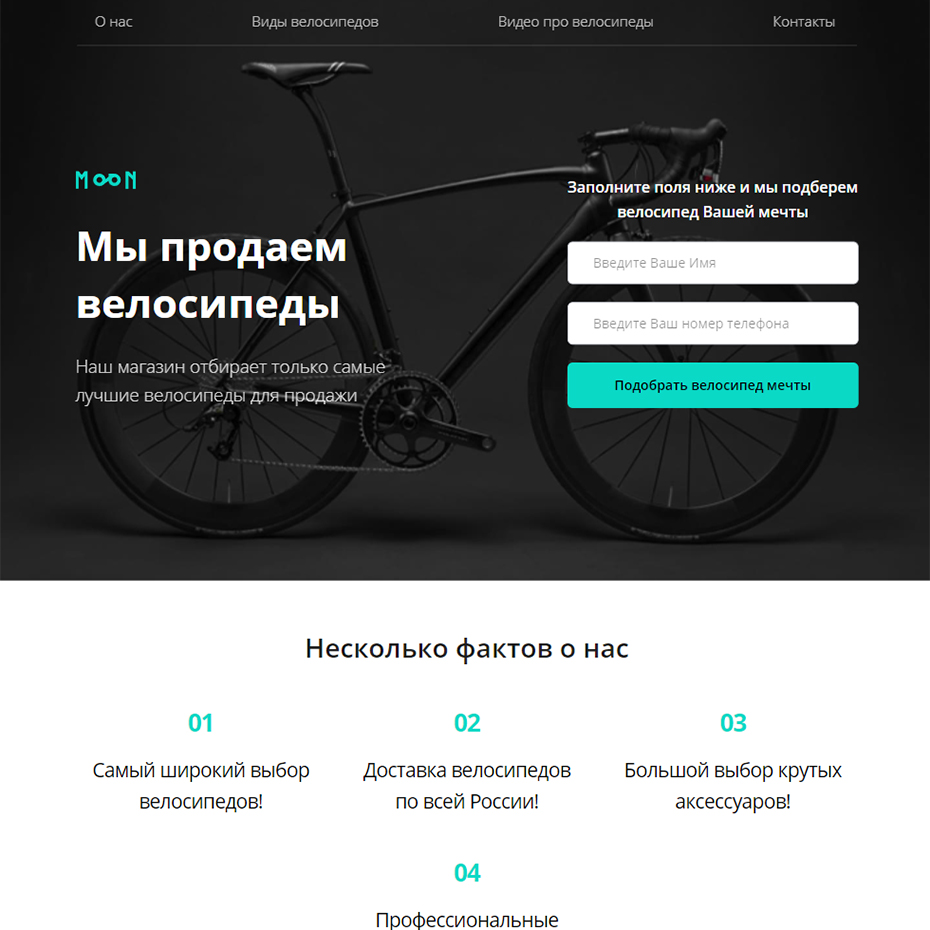 О нас
Виды велосипедов
Видео про велосипеды
Контакты
MOON
Мы продаем
велосипеды
Наш магазин отбирает только самые
лучшие велосипеды для продажи
Заполните поля ниже и мы подберем
велосипед Вашей мечты
Введите Ваше Имя
Введите Ваш номер телефона
Подобрать велосипед мечты
Несколько фактов о нас
01
Самый широкий выбор
велосипедов!
02
Доставка велосипедов
по всей России!
03
Большой выбор крутых
аксессуаров!
04
Профессиональные